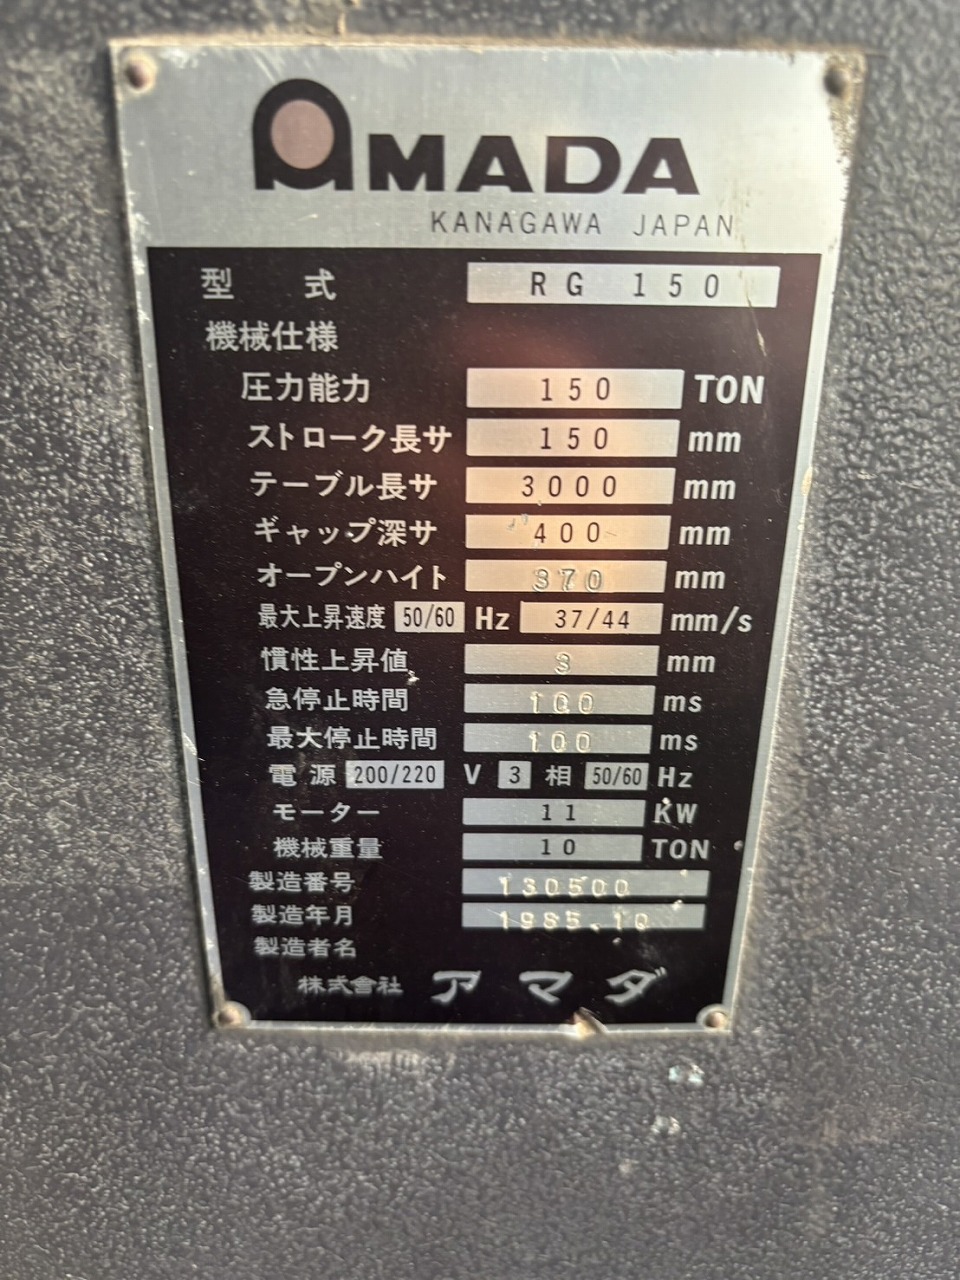 AMADA
KANAGAWA JAPAN
型 式 RG 150
機械仕様
圧力能力 150 TON
ストローク長サ 150 mm
テーブル長サ 3000 mm
ギャップ深サ 400 mm
オープンハイト 370 mm
最大上昇速度 50/60 Hz 37/44 mm/s
慣性上昇値 3 mm
急停止時間 100 ms
最大停止時間 100 ms
電源 200/220 V 3 相 50/60 Hz
モーター 11 KW
機械重量 10 TON
製造番号 130500
製造年月 1985.10
製造者名
株式會社 アマダ